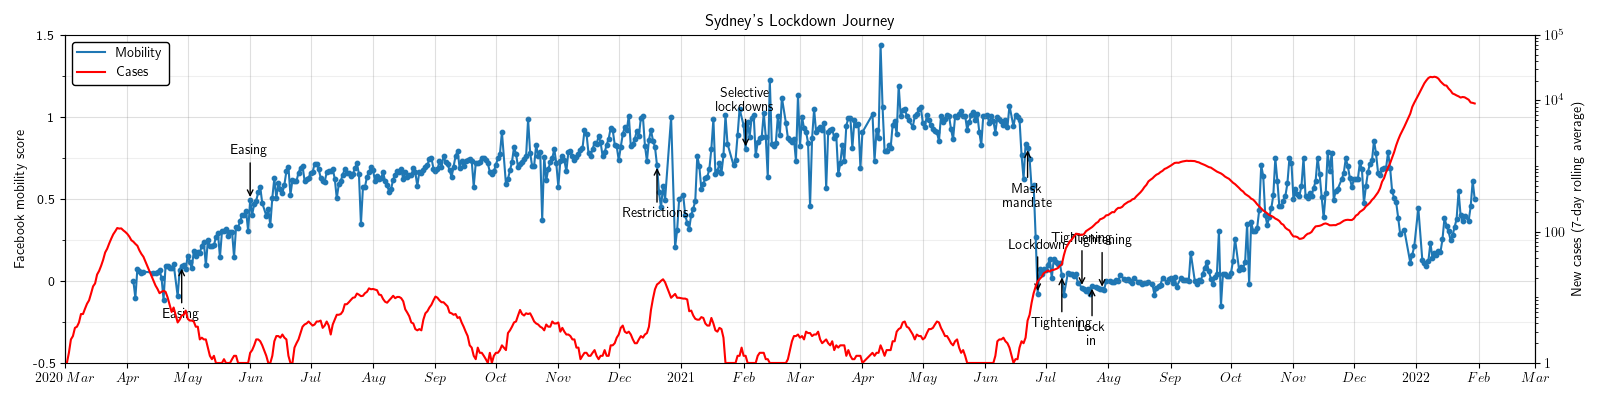 Sydney's Lockdown Journey
Mobility
Cases
Facebook mobility score
1.5
1
0.5
0
-0.5
New cases (7-day rolling average)
10^5
10^4
100
1
Easing
Easing
Restrictions
Selective
lockdowns
Mask
mandate
Lockdown
Tightening
Tightening
Tightening
Lock
in
2020 Mar Apr May Jun Jul Aug Sep Oct Nov Dec 2021 Feb Mar Apr May Jun Jul Aug Sep Oct Nov Dec 2022 Feb Mar